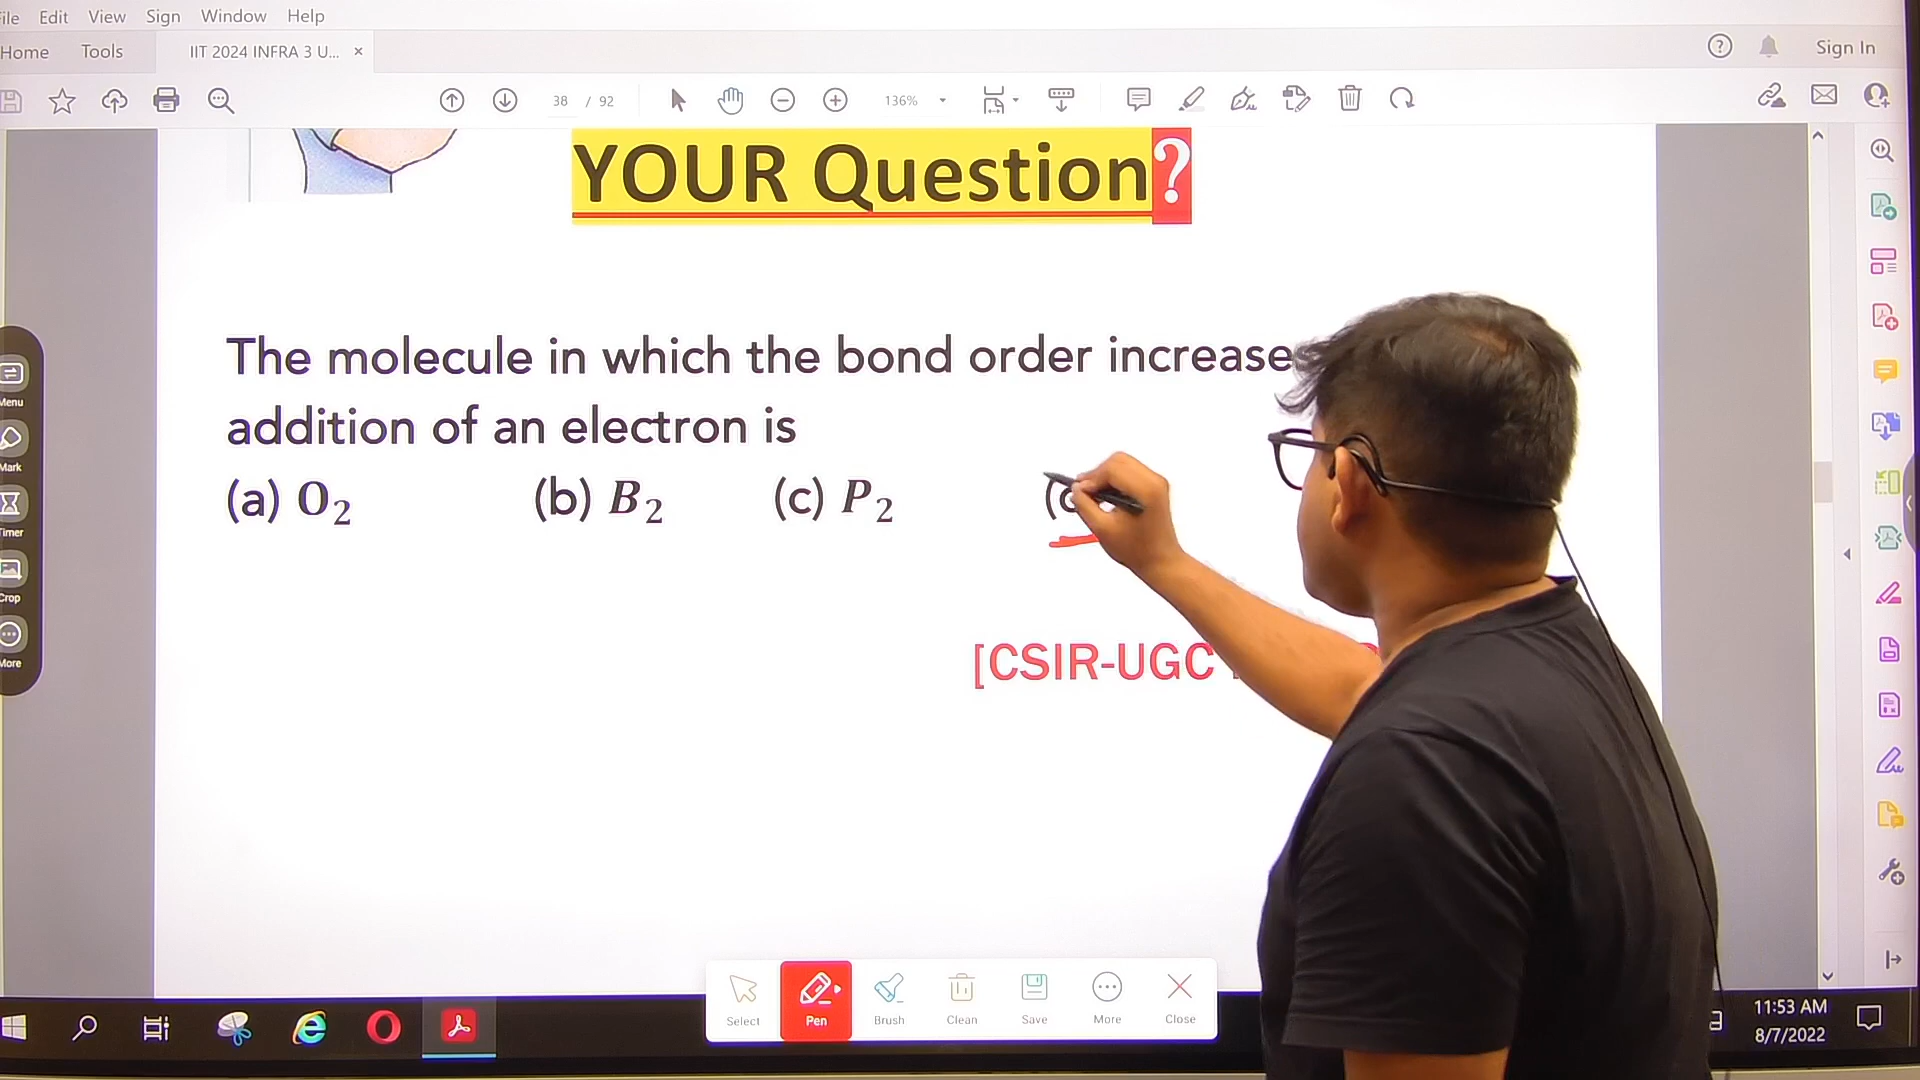 File Edit View Sign Window Help
Home Tools IIT 2024 INFRA 3 U... × Sign In
38 / 92 136%
YOUR Question?
The molecule in which the bond order increase
addition of an electron is
(a) O₂ (b) B₂ (c) P₂
[CSIR-UGC
Menu
Mark
Timer
Crop
More
Select Pen Brush Clean Save More Close
11:53 AM
8/7/2022